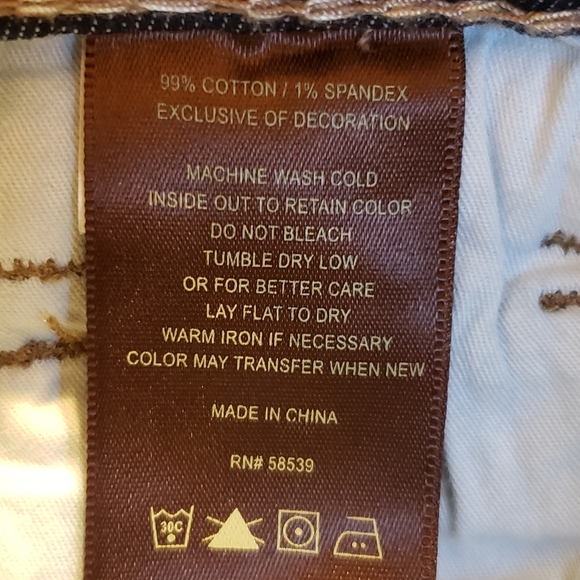 99% COTTON / 1% SPANDEX
EXCLUSIVE OF DECORATION
MACHINE WASH COLD
INSIDE OUT TO RETAIN COLOR
DO NOT BLEACH
TUMBLE DRY LOW
OR FOR BETTER CARE
LAY FLAT TO DRY
WARM IRON IF NECESSARY
COLOR MAY TRANSFER WHEN NEW
MADE IN CHINA
RN# 58539
30C